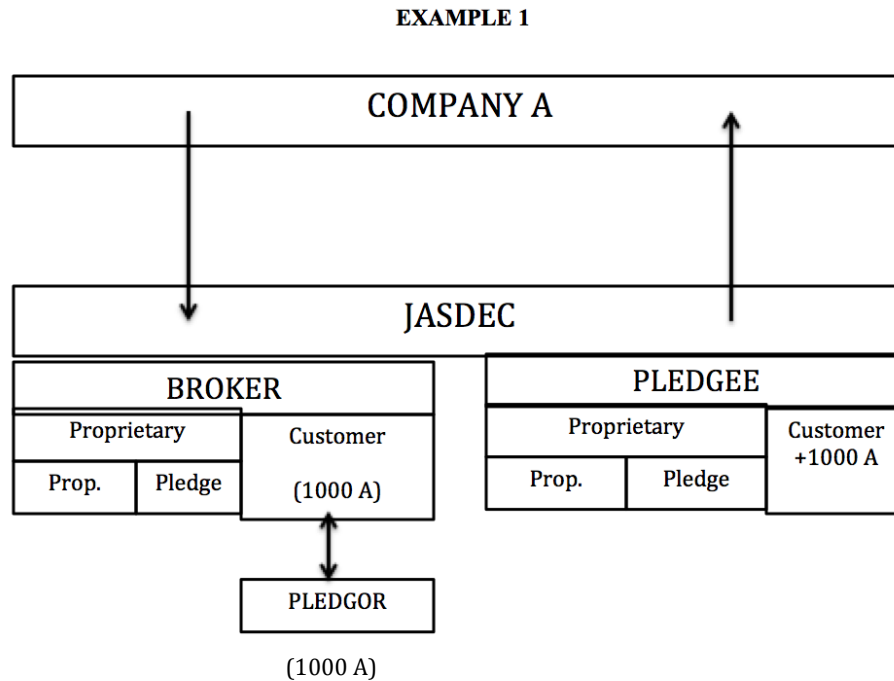 EXAMPLE 1
COMPANY A
JASDEC
BROKER
Proprietary
Prop.
Pledge
Customer
(1000 A)
PLEDGEE
Proprietary
Prop.
Pledge
Customer
+1000 A
PLEDGOR
(1000 A)